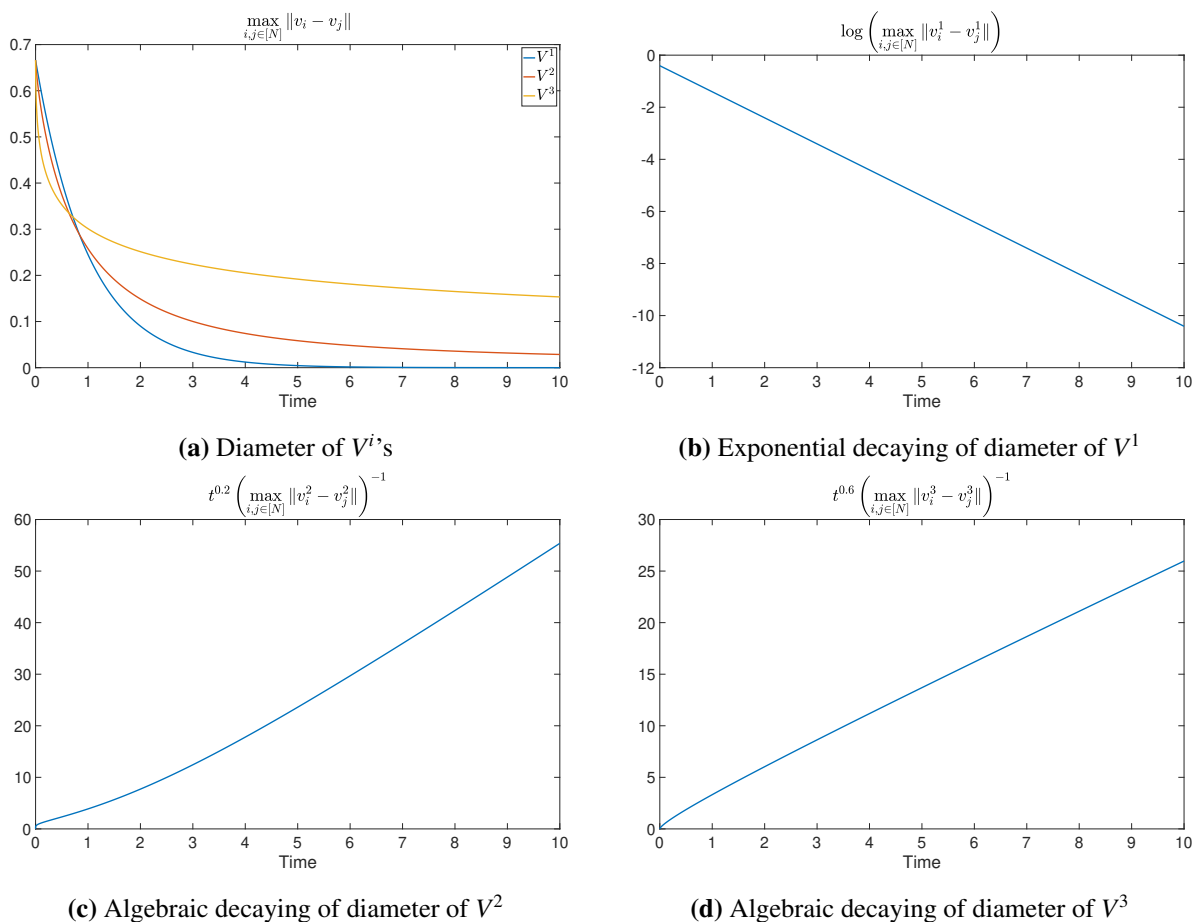 max_{i,j∈[N]} ‖v_i − v_j‖
0.7
0.6
0.5
0.4
0.3
0.2
0.1
0
0 1 2 3 4 5 6 7 8 9 10
Time
V^1
V^2
V^3
(a) Diameter of V^i's
log ( max_{i,j∈[N]} ‖v_i^1 − v_j^1‖ )
0
-2
-4
-6
-8
-10
-12
0 1 2 3 4 5 6 7 8 9 10
Time
(b) Exponential decaying of diameter of V^1
t^{0.2} ( max_{i,j∈[N]} ‖v_i^2 − v_j^2‖ )^{−1}
60
50
40
30
20
10
0
0 1 2 3 4 5 6 7 8 9 10
Time
(c) Algebraic decaying of diameter of V^2
t^{0.6} ( max_{i,j∈[N]} ‖v_i^3 − v_j^3‖ )^{−1}
30
25
20
15
10
5
0
0 1 2 3 4 5 6 7 8 9 10
Time
(d) Algebraic decaying of diameter of V^3